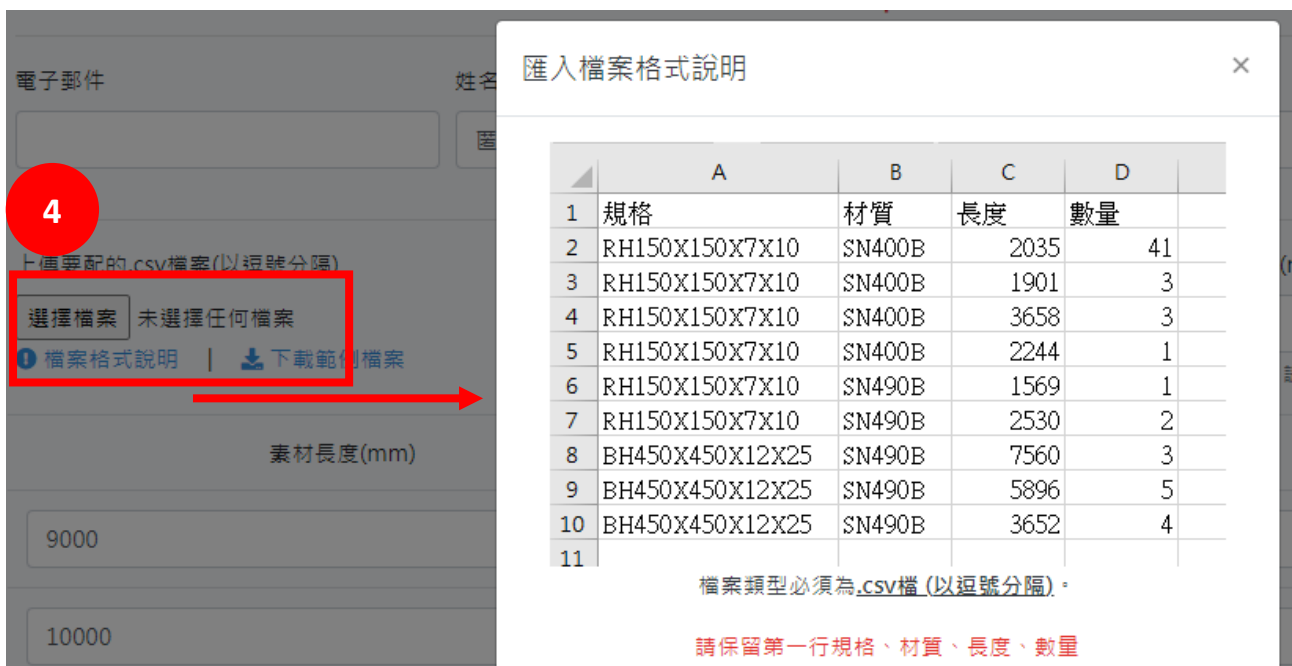 電子郵件
姓名
匿
4
上傳要配的.csv檔案(以逗號分隔)
選擇檔案 未選擇任何檔案
檔案格式說明 | 下載範例檔案
素材長度(mm)
9000
10000
匯入檔案格式說明 ×
A B C D
1 規格 材質 長度 數量
2 RH150X150X7X10 SN400B 2035 41
3 RH150X150X7X10 SN400B 1901 3
4 RH150X150X7X10 SN400B 3658 3
5 RH150X150X7X10 SN400B 2244 1
6 RH150X150X7X10 SN490B 1569 1
7 RH150X150X7X10 SN490B 2530 2
8 BH450X450X12X25 SN490B 7560 3
9 BH450X450X12X25 SN490B 5896 5
10 BH450X450X12X25 SN490B 3652 4
11
檔案類型必須為.csv檔 (以逗號分隔)。
請保留第一行規格、材質、長度、數量